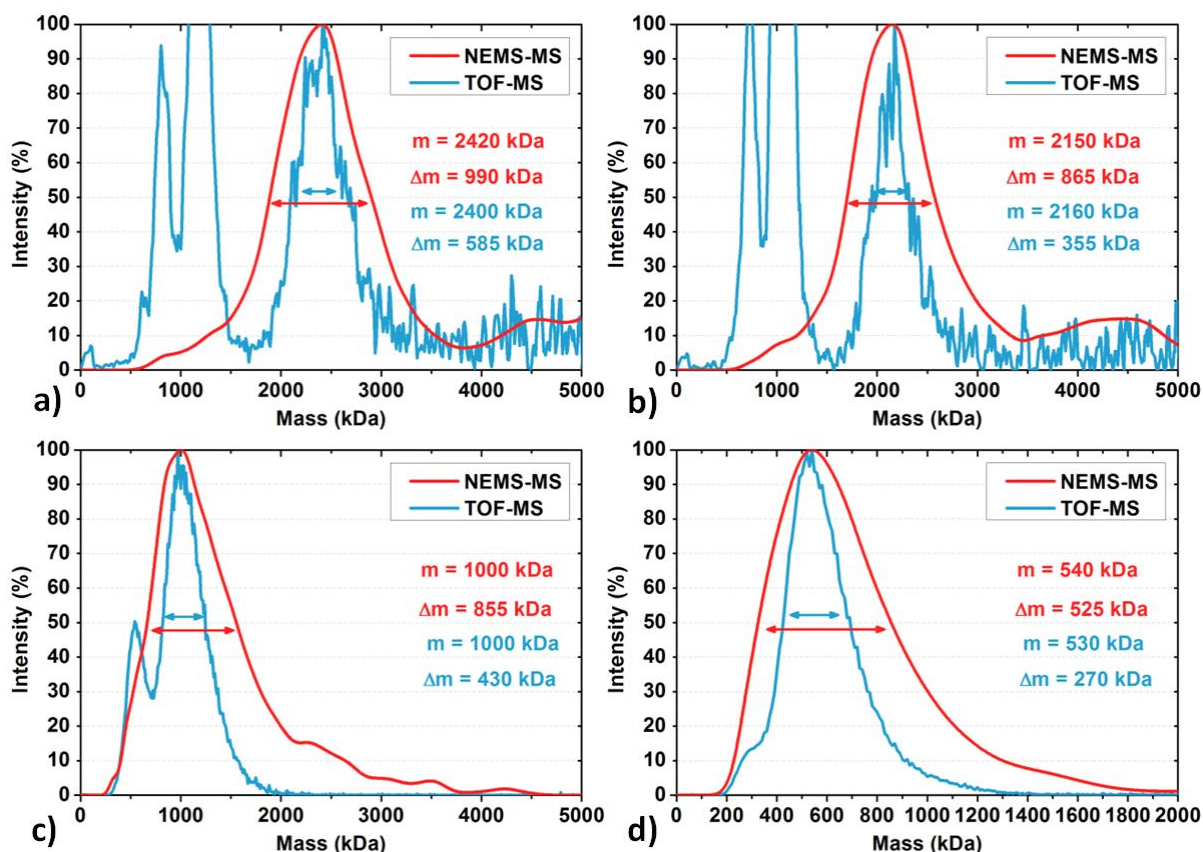 100
90
80
70
60
50
40
30
20
10
0
Intensity (%)
NEMS-MS
TOF-MS
m = 2420 kDa
Δm = 990 kDa
m = 2400 kDa
Δm = 585 kDa
0 1000 2000 3000 4000 5000
Mass (kDa)
a)
100
90
80
70
60
50
40
30
20
10
0
Intensity (%)
NEMS-MS
TOF-MS
m = 2150 kDa
Δm = 865 kDa
m = 2160 kDa
Δm = 355 kDa
0 1000 2000 3000 4000 5000
Mass (kDa)
b)
100
90
80
70
60
50
40
30
20
10
0
Intensity (%)
NEMS-MS
TOF-MS
m = 1000 kDa
Δm = 855 kDa
m = 1000 kDa
Δm = 430 kDa
0 1000 2000 3000 4000 5000
Mass (kDa)
c)
100
90
80
70
60
50
40
30
20
10
0
Intensity (%)
NEMS-MS
TOF-MS
m = 540 kDa
Δm = 525 kDa
m = 530 kDa
Δm = 270 kDa
0 200 400 600 800 1000 1200 1400 1600 1800 2000
Mass (kDa)
d)